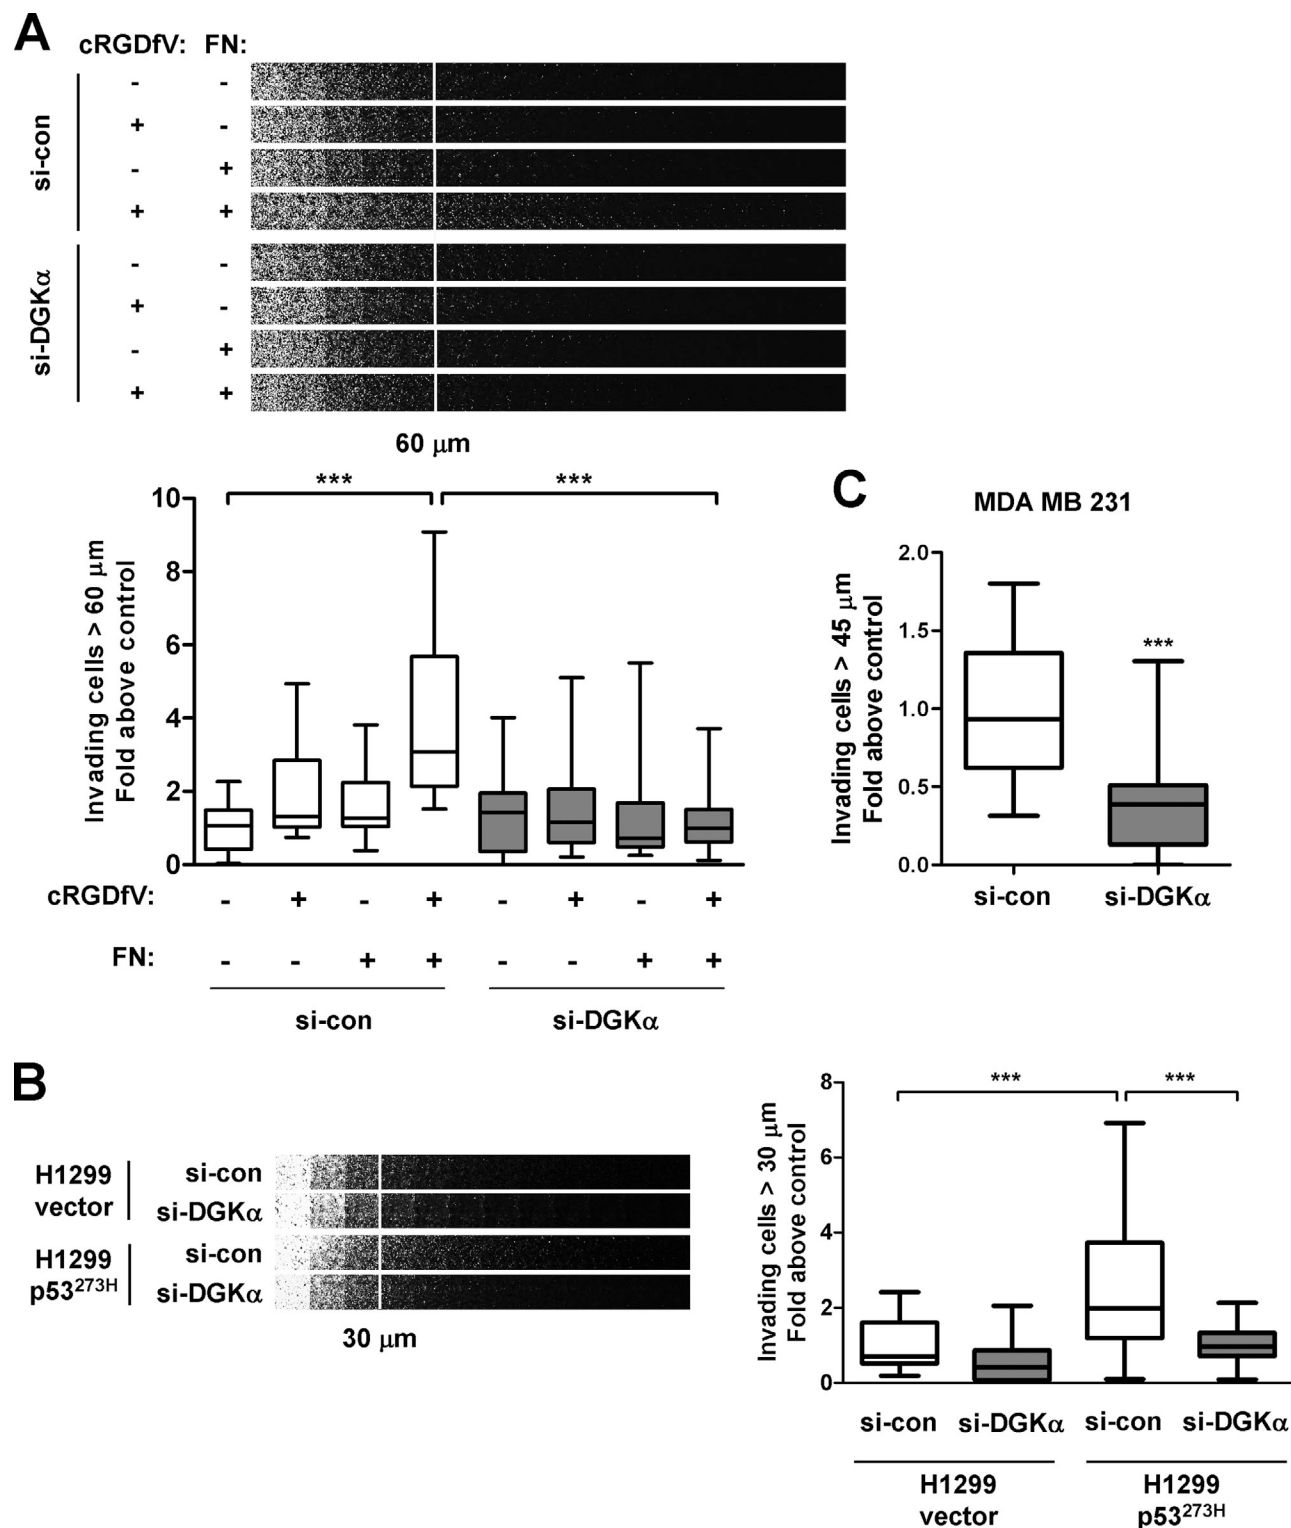 A
cRGDfV: FN:
si-con
- -
+ -
- +
+ +
si-DGKα
- -
+ -
- +
+ +
60 µm
Invading cells > 60 µm
Fold above control
10
8
6
4
2
0
***
***
cRGDfV: - + - + - + - +
FN: - - + + - - + +
si-con si-DGKα
C
MDA MB 231
Invading cells > 45 µm
Fold above control
2.0
1.5
1.0
0.5
0.0
***
si-con si-DGKα
B
H1299
vector
si-con
si-DGKα
H1299
p53273H
si-con
si-DGKα
30 µm
Invading cells > 30 µm
Fold above control
8
6
4
2
0
***
***
si-con si-DGKα si-con si-DGKα
H1299
vector
H1299
p53273H